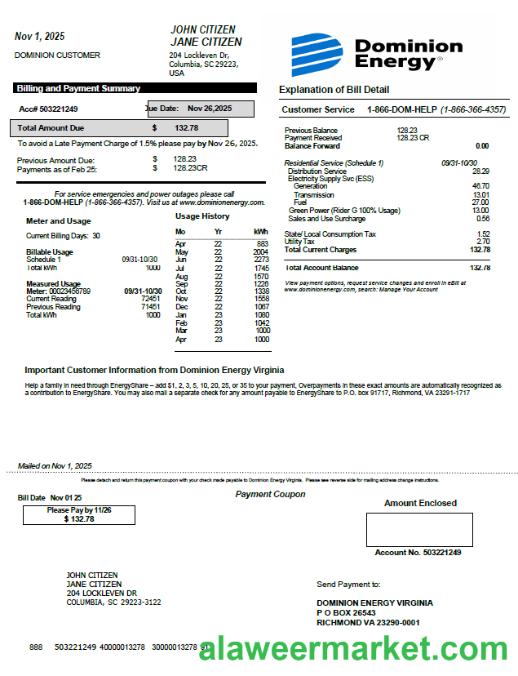 Nov 1, 2025
DOMINION CUSTOMER
JOHN CITIZEN
JANE CITIZEN
204 Lockleven Dr,
Columbia, SC 29223,
USA
Dominion
Energy®
Billing and Payment Summary
Acc# 503221249 Due Date: Nov 26,2025
Total Amount Due $ 132.78
To avoid a Late Payment Charge of 1.5% please pay by Nov 26, 2025.
Previous Amount Due: $ 128.23
Payments as of Feb 25: $ 128.23CR
For service emergencies and power outages please call
1-866-DOM-HELP (1-866-366-4357). Visit us at www.dominionenergy.com.
Meter and Usage
Current Billing Days: 30
Billable Usage
Schedule 1 09/31-10/30
Total kWh 1000
Measured Usage
Meter: 00023456789 09/31-10/30
Current Reading 72451
Previous Reading 71451
Total kWh 1000
Usage History
Mo Yr kWh
Apr 22 883
May 22 2004
Jun 22 2273
Jul 22 1745
Aug 22 1570
Sep 22 1226
Oct 22 1338
Nov 22 1558
Dec 22 1067
Jan 23 1080
Feb 23 1042
Mar 23 1000
Apr 23 1000
Explanation of Bill Detail
Customer Service 1-866-DOM-HELP (1-866-366-4357)
Previous Balance 128.23
Payment Received 128.23 CR
Balance Forward 0.00
Residential Service (Schedule 1) 09/31-10/30
Distribution Service 28.29
Electricity Supply Svc (ESS)
Generation 46.70
Transmission 13.01
Fuel 27.00
Green Power (Rider G 100% Usage) 13.00
Sales and Use Surcharge 0.56
State/ Local Consumption Tax 1.52
Utility Tax 2.70
Total Current Charges 132.78
Total Account Balance 132.78
View payment options, request service changes and enroll in eBill at
www.dominionenergy.com, search: Manage Your Account
Important Customer Information from Dominion Energy Virginia
Help a family in need through EnergyShare – add $1, 2, 3, 5, 10, 20, 25, or 35 to your payment, Overpayments in these exact amounts are automatically recognized as
a contribution to EnergyShare. You may also mail a separate check for any amount payable to EnergyShare to P.O. box 91717, Richmond, VA 23291-1717
Mailed on Nov 1, 2025
Please detach and return this payment coupon with your check made payable to Dominion Energy Virginia. Please see reverse side for mailing address change instructions.
Payment Coupon
Bill Date Nov 01 25
Please Pay by 11/26
$ 132.78
Amount Enclosed
Account No. 503221249
JOHN CITIZEN
JANE CITIZEN
204 LOCKLEVEN DR
COLUMBIA, SC 29223-3122
Send Payment to:
DOMINION ENERGY VIRGINIA
P O BOX 26543
RICHMOND VA 23290-0001
888 503221249 40000013278 30000013278
alaweermarket.com